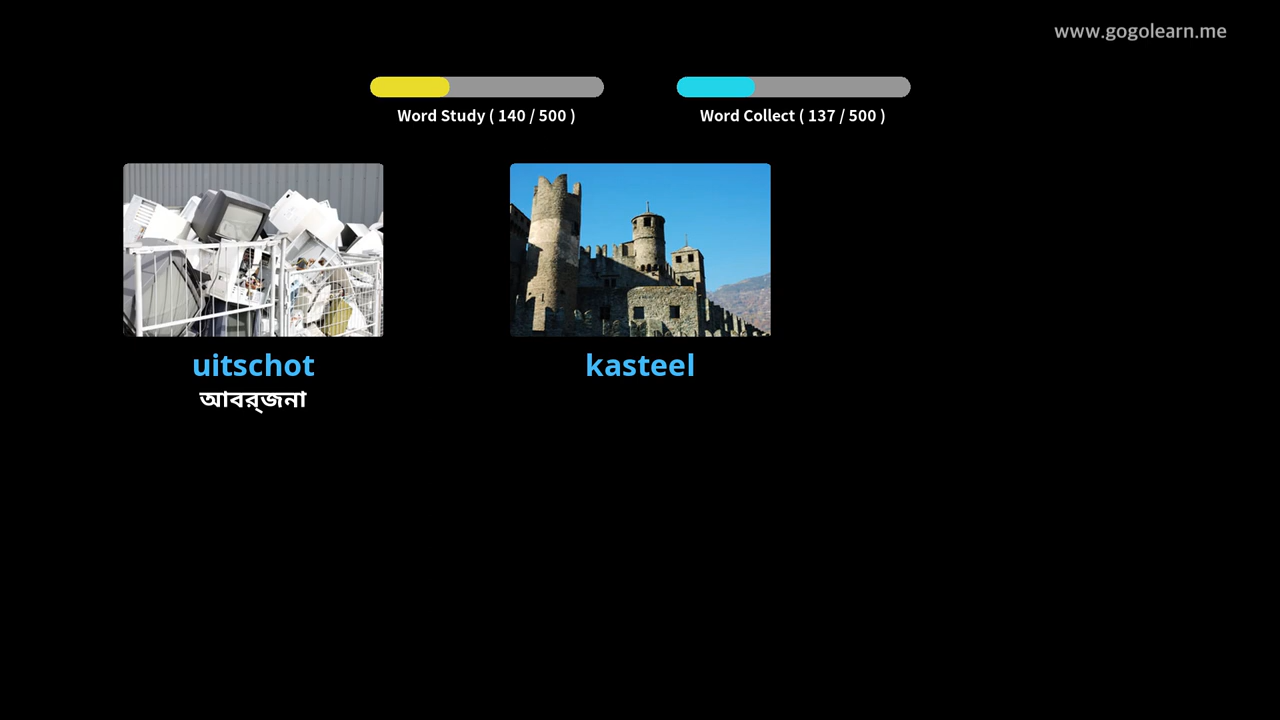 www.gogolearn.me
Word Study ( 140 / 500 )
Word Collect ( 137 / 500 )
uitschot
kasteel
আবর্জনা